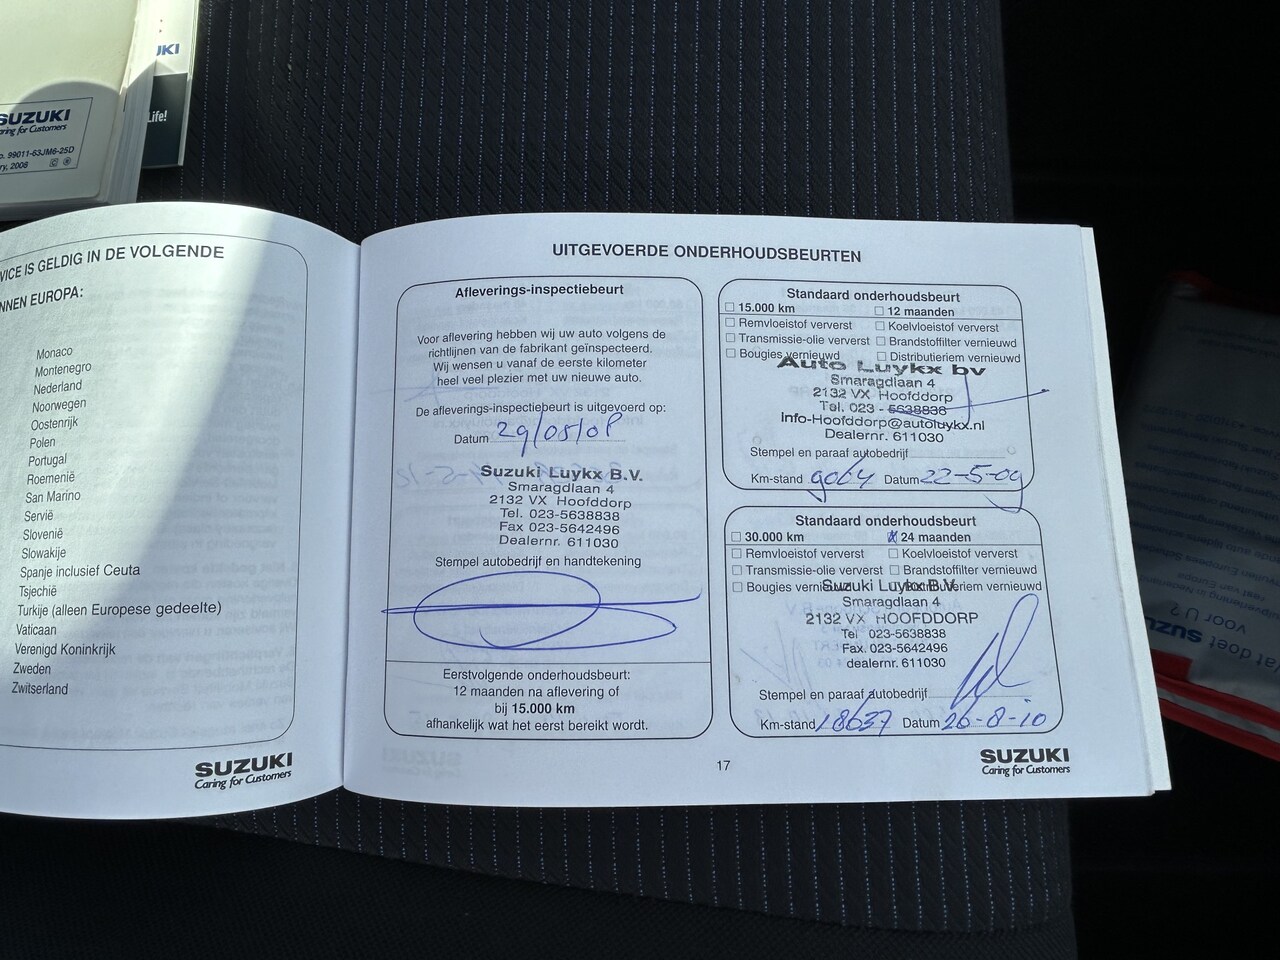 UKI
Life!
SUZUKI
99011-63JM6-25D
2008
VICE IS GELDIG IN DE VOLGENDE
NNEN EUROPA:
Monaco
Montenegro
Nederland
Noorwegen
Oostenrijk
Polen
Portugal
Roemenië
San Marino
Servië
Slovenië
Slowakije
Spanje inclusief Ceuta
Tsjechië
Turkije (alleen Europese gedeelte)
Vaticaan
Verenigd Koninkrijk
Zweden
Zwitserland
SUZUKI
Caring for Customers
UITGEVOERDE ONDERHOUDSBEURTEN
Afleverings-inspectiebeurt
Voor aflevering hebben wij uw auto volgens de
richtlijnen van de fabrikant geïnspecteerd.
Wij wensen u vanaf de eerste kilometer
heel veel plezier met uw nieuwe auto.
De afleverings-inspectiebeurt is uitgevoerd op:
Datum 29/05/08
Suzuki Luykx B.V.
Smaragdlaan 4
2132 VX Hoofddorp
Tel. 023-5638838
Fax 023-5642496
Dealernr. 611030
Stempel autobedrijf en handtekening
Eerstvolgende onderhoudsbeurt:
12 maanden na aflevering of
bij 15.000 km
afhankelijk wat het eerst bereikt wordt.
Standaard onderhoudsbeurt
15.000 km 12 maanden
Remvloeistof ververst Koelvloeistof ververst
Transmissie-olie ververst Brandstoffilter vernieuwd
Bougies vernieuwd Distributieriem vernieuwd
Auto Luykx bv
Smaragdlaan 4
2132 VX Hoofddorp
Tel. 023 - 5638838
Info-Hoofddorp@autoluykx.nl
Dealernr. 611030
Stempel en paraaf autobedrijf
Km-stand 9064 Datum 22-5-09
Standaard onderhoudsbeurt
30.000 km 24 maanden
Remvloeistof ververst Koelvloeistof ververst
Transmissie-olie ververst Brandstoffilter vernieuwd
Bougies vernieuwd Distributieriem vernieuwd
Suzuki Luykx B.V.
Smaragdlaan 4
2132 VX HOOFDDORP
Tel 023-5638838
Fax. 023-5642496
dealernr. 611030
Stempel en paraaf autobedrijf
Km-stand 18637 Datum 26-8-10
17
SUZUKI
Caring for Customers
voor U ?